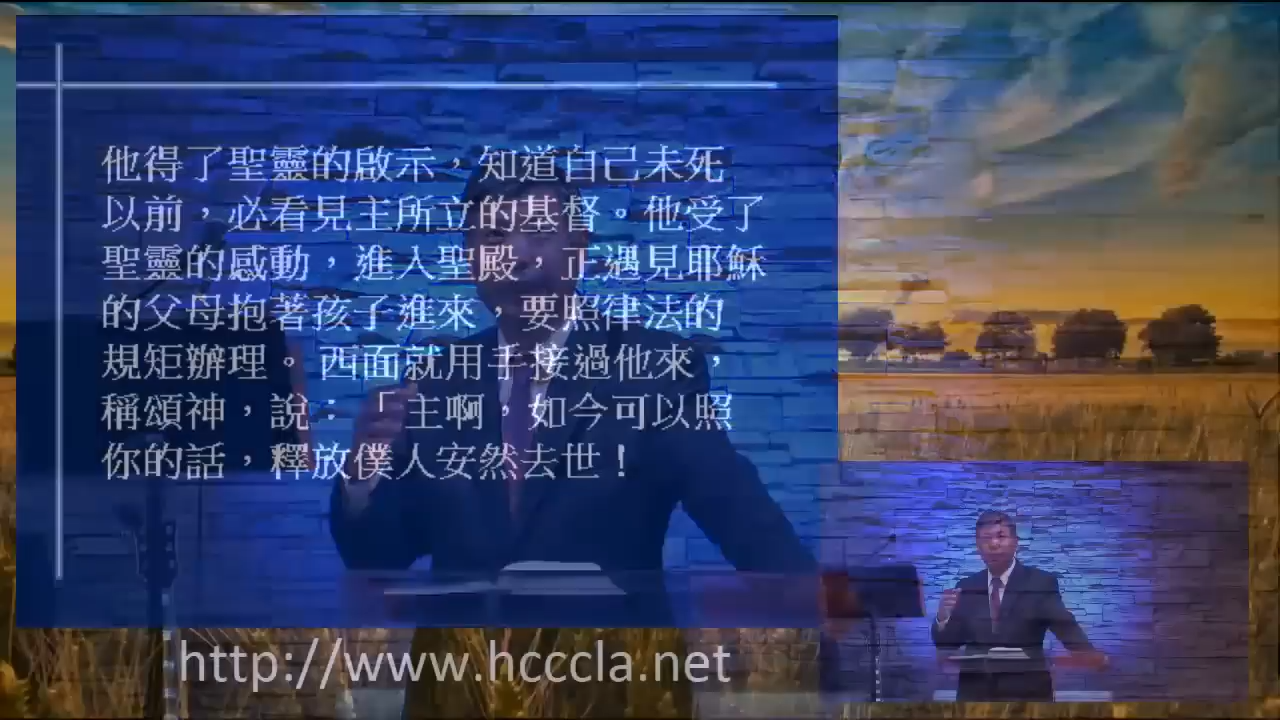 他得了聖靈的啟示，知道自己未死
以前，必看見主所立的基督。他受了
聖靈的感動，進入聖殿，正遇見耶穌
的父母抱著孩子進來，要照律法的
規矩辦理。 西面就用手接過他來，
稱頌神，說：「主啊，如今可以照
你的話，釋放僕人安然去世！
http://www.hcccla.net